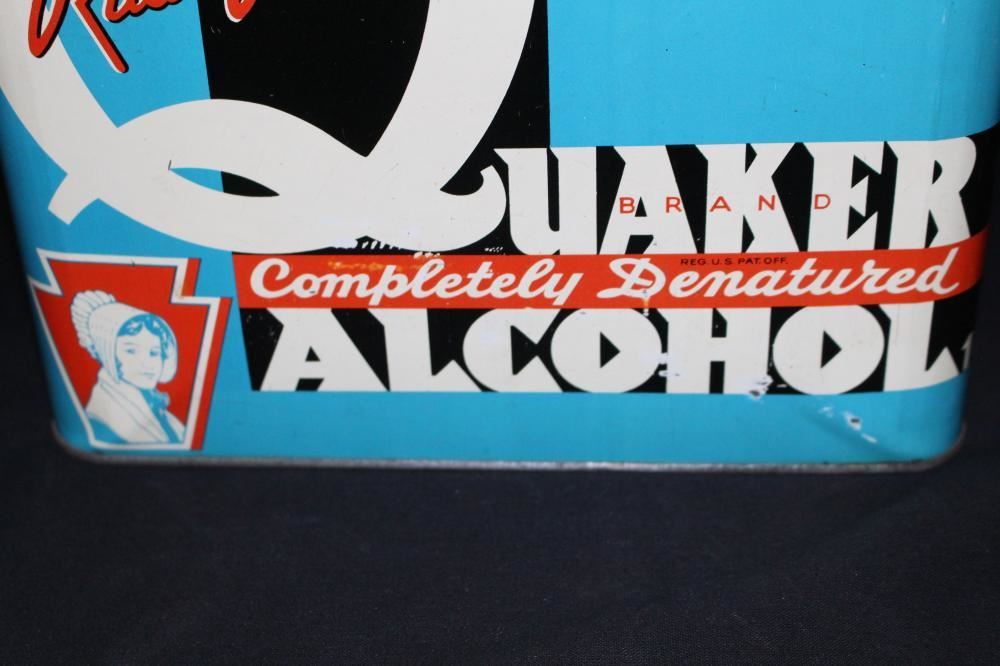 QUAKER
BRAND
REG. U.S. PAT. OFF.
Completely Denatured
ALCOHOL